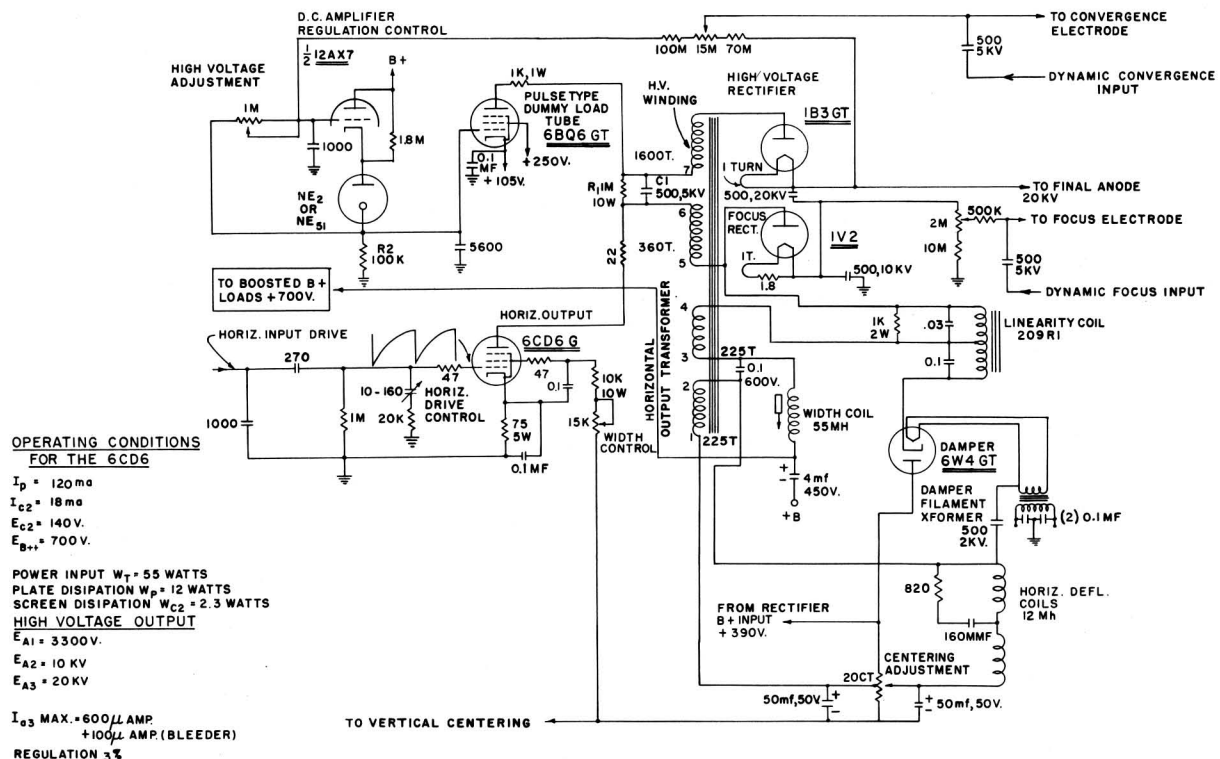 D.C. AMPLIFIER
REGULATION CONTROL
1/2 12AX7
HIGH VOLTAGE
ADJUSTMENT
1M
B+
1.8M
1000
NE2
OR
NE51
R2
100K
5600
1K, 1W
PULSE TYPE
DUMMY LOAD
TUBE
6BQ6 GT
0.1
MF
+250V.
+105V.
100M
15M
70M
TO CONVERGENCE
ELECTRODE
500
5KV
DYNAMIC CONVERGENCE
INPUT
H.V.
WINDING
HIGH VOLTAGE
RECTIFIER
1B3 GT
1600T.
7
1 TURN
500, 20KV
C1
500, 5KV
R1 1M
10W
6
360T.
5
22
FOCUS
RECT.
1V2
1T.
1.8
500, 10KV
TO FINAL ANODE
20KV
500K
2M
10M
TO FOCUS ELECTRODE
500
5KV
DYNAMIC FOCUS INPUT
TO BOOSTED B+
LOADS +700V.
HORIZ. INPUT DRIVE
HORIZ. OUTPUT
6CD6 G
270
47
47
10-160
HORIZ.
DRIVE
CONTROL
1000
1M
20K
75
5W
0.1
0.1 MF
10K
10W
15K
WIDTH
CONTROL
HORIZONTAL
OUTPUT TRANSFORMER
4
3
225T
2
0.1
600V.
1
225T
WIDTH COIL
55MH
4mf
450V.
+
-
+B
1K
2W
.03
0.1
LINEARITY COIL
209R1
DAMPER
6W4 GT
DAMPER
FILAMENT
XFORMER
500
2KV.
(2) 0.1MF
820
160MMF
HORIZ. DEFL.
COILS
12Mh
FROM RECTIFIER
B+ INPUT
+ 390V.
CENTERING
ADJUSTMENT
20CT
50mf, 50V.
+
-
+
-
50mf, 50V.
TO VERTICAL CENTERING
OPERATING CONDITIONS
FOR THE 6CD6
Ip = 120ma
Ic2 = 18ma
Ec2 = 140V.
EB++ = 700V.
POWER INPUT WT = 55 WATTS
PLATE DISIPATION WP = 12 WATTS
SCREEN DISIPATION WC2 = 2.3 WATTS
HIGH VOLTAGE OUTPUT
EA1 = 3300V.
EA2 = 10 KV
EA3 = 20KV
Ia3 MAX. = 600µ AMP.
+100µ AMP. (BLEEDER)
REGULATION 3%